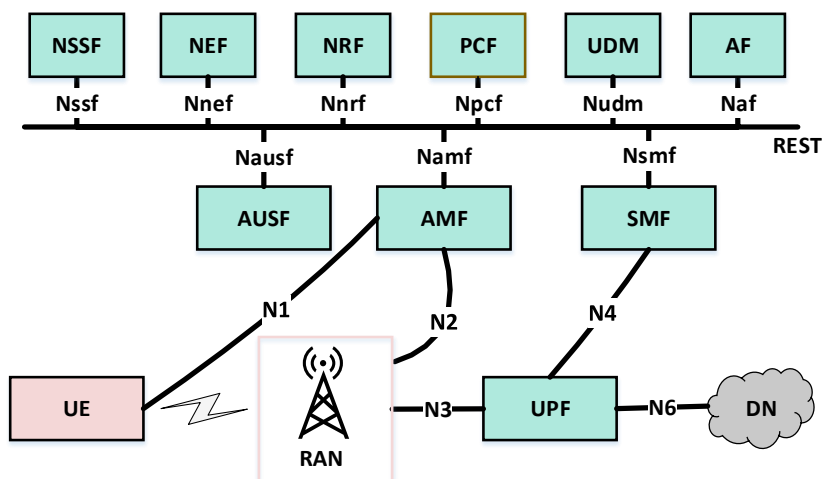 NSSF NEF NRF PCF UDM AF
Nssf Nnef Nnrf Npcf Nudm Naf
REST
Nausf Namf Nsmf
AUSF AMF SMF
N1 N2 N4
UE N3 UPF N6 DN
RAN